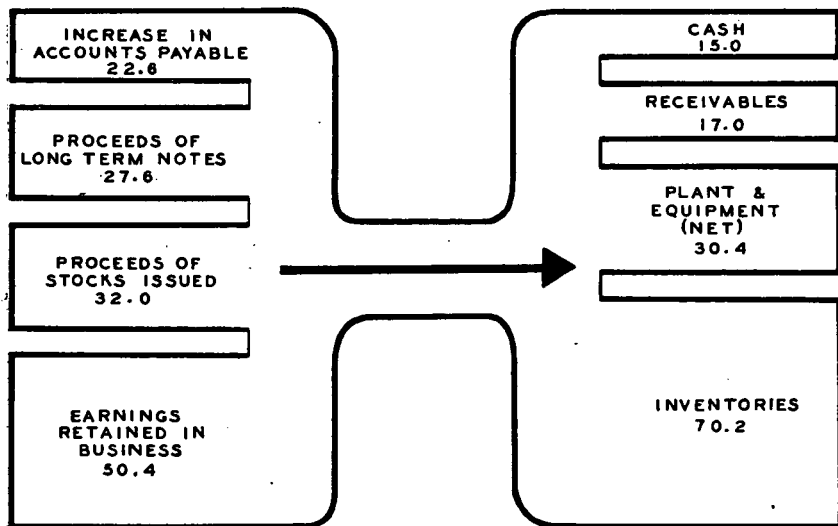 INCREASE IN
ACCOUNTS PAYABLE
22.6
PROCEEDS OF
LONG TERM NOTES
27.6
PROCEEDS OF
STOCKS ISSUED
32.0
EARNINGS
RETAINED IN
BUSINESS
50.4
CASH
15.0
RECEIVABLES
17.0
PLANT &
EQUIPMENT
(NET)
30.4
INVENTORIES
70.2